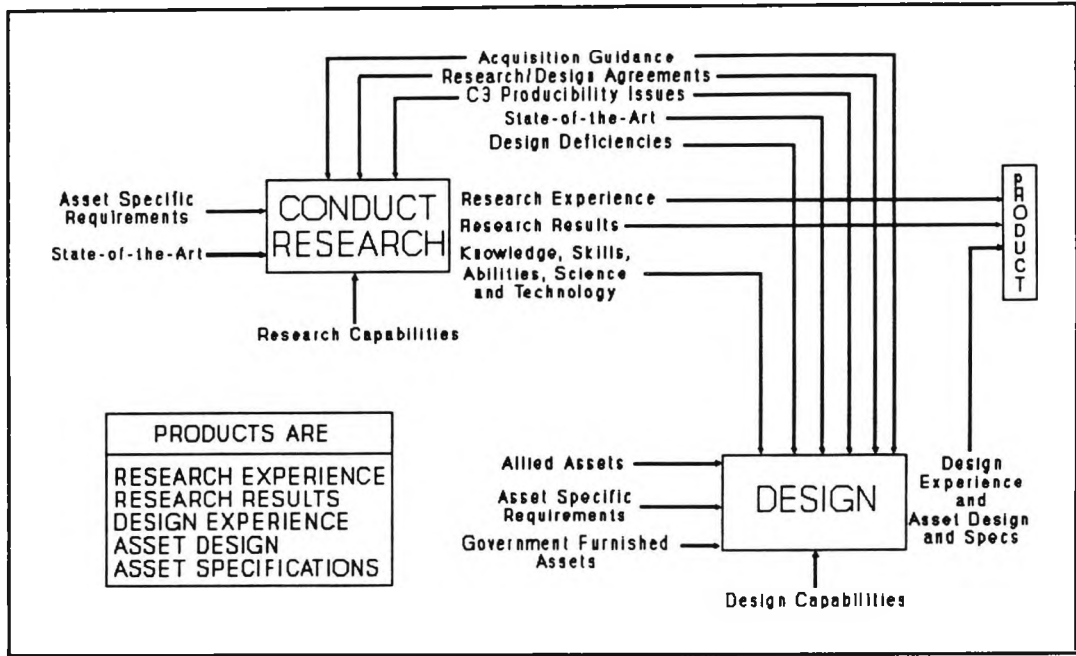 Acquisition Guidance
Research/Design Agreements
C3 Producibility Issues
State-of-the-Art
Design Deficiencies
Asset Specific
Requirements
State-of-the-Art
CONDUCT
RESEARCH
Research Experience
Research Results
Knowledge, Skills,
Abilities, Science
and Technology
PRODUCT
Research Capabilities
PRODUCTS ARE
RESEARCH EXPERIENCE
RESEARCH RESULTS
DESIGN EXPERIENCE
ASSET DESIGN
ASSET SPECIFICATIONS
Allied Assets
Asset Specific
Requirements
Government Furnished
Assets
DESIGN
Design
Experience
and
Asset Design
and Specs
Design Capabilities